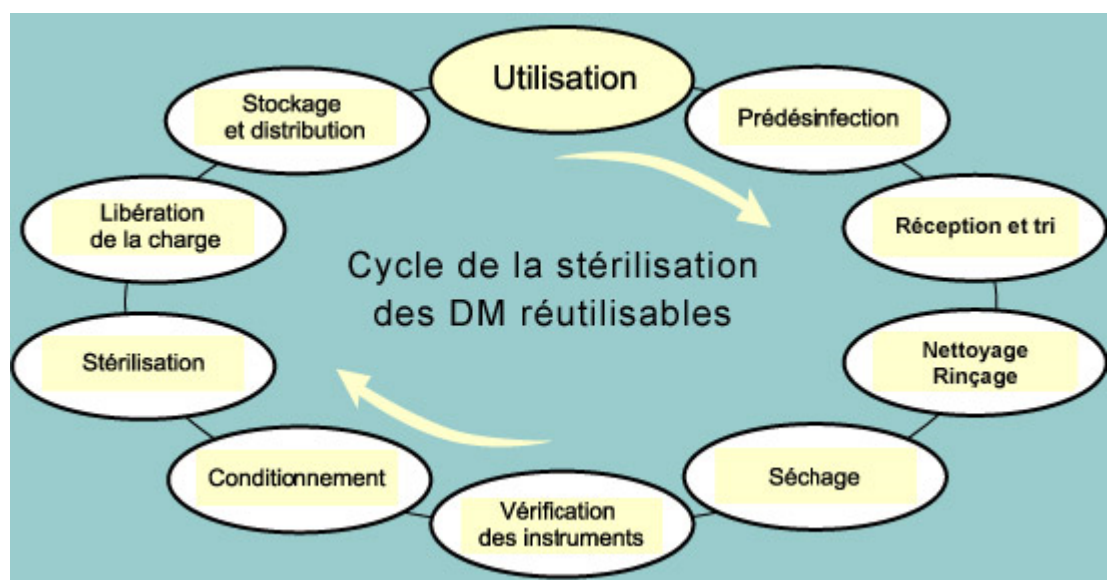 Utilisation
Prédésinfection
Réception et tri
Nettoyage
Rinçage
Séchage
Vérification
des instruments
Conditionnement
Stérilisation
Libération
de la charge
Stockage
et distribution
Cycle de la stérilisation
des DM réutilisables